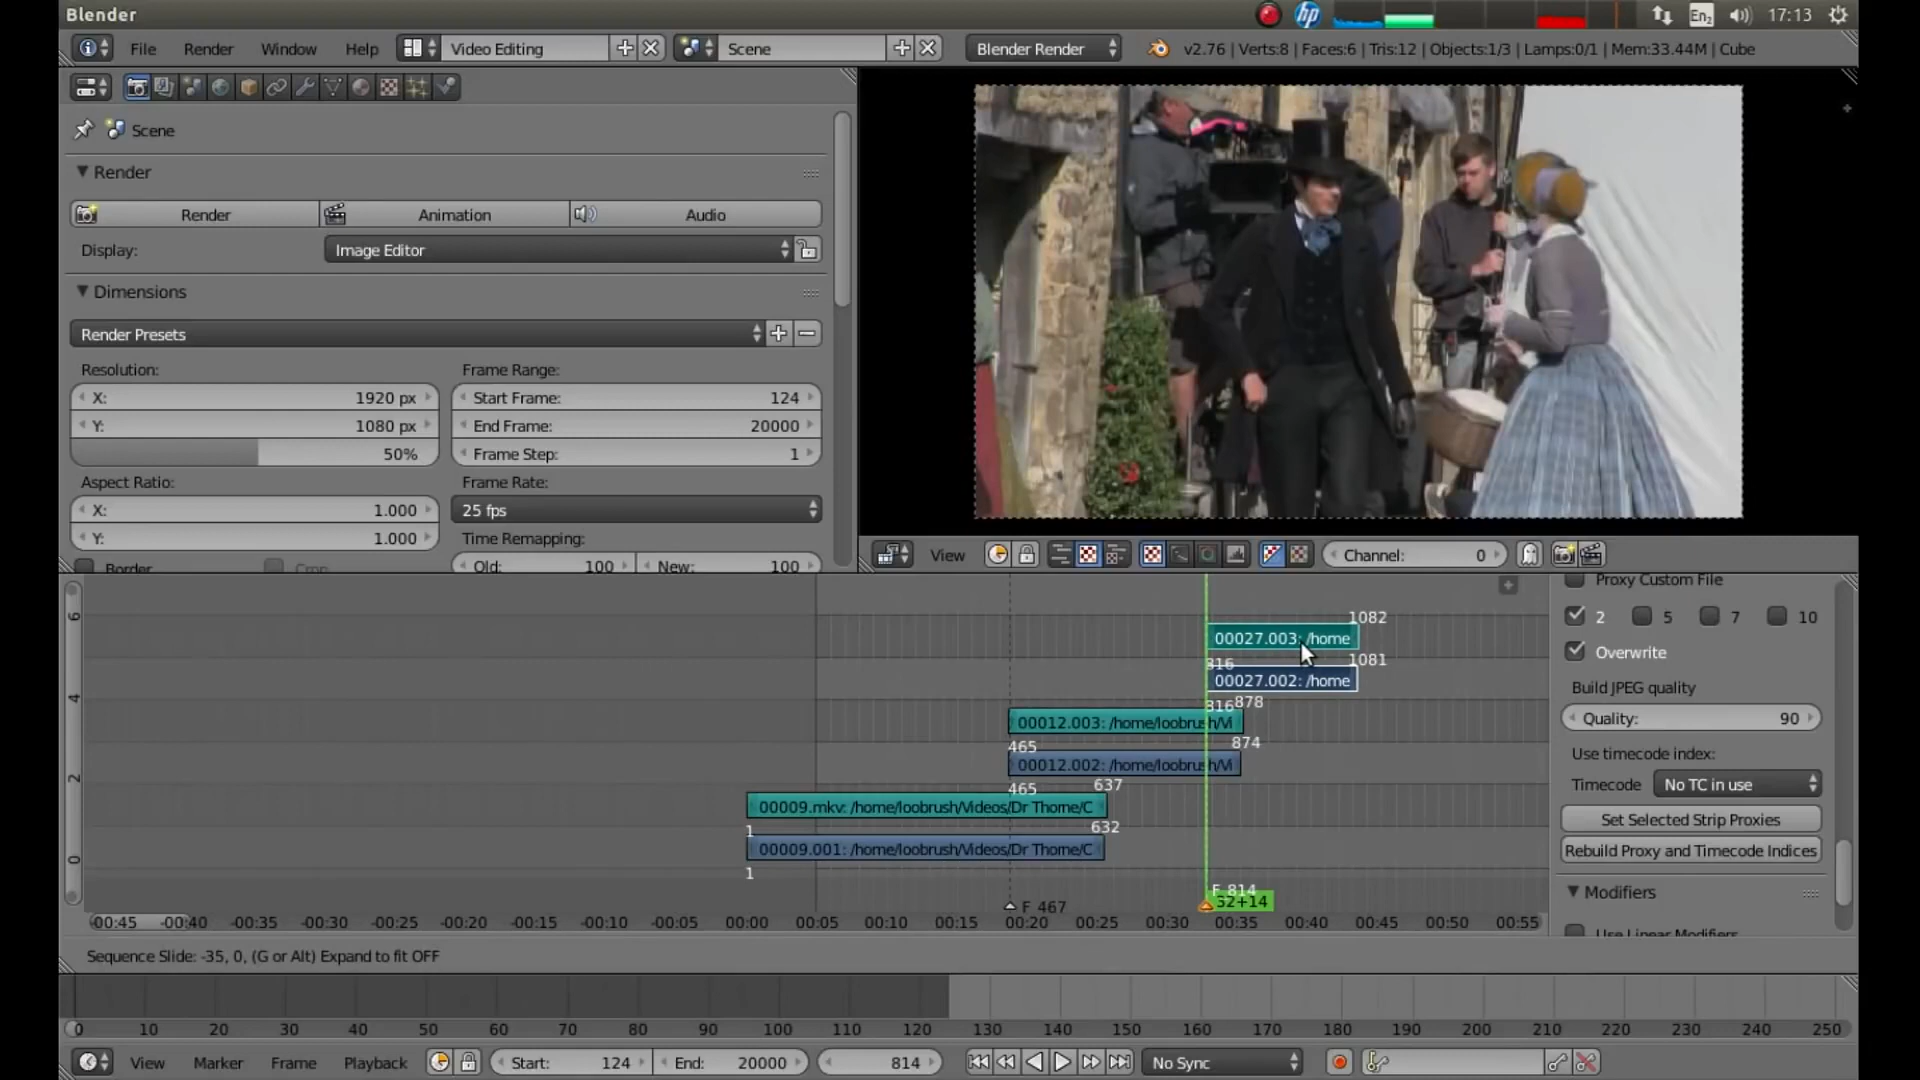 Blender
hp
En2
17:13
File Render Window Help Video Editing Scene Blender Render v2.76 | Verts:8 | Faces:6 | Tris:12 | Objects:1/3 | Lamps:0/1 | Mem:33.44M | Cube
Scene
Render
Render Animation Audio
Display: Image Editor
Dimensions
Render Presets
Resolution: Frame Range:
X: 1920 px Start Frame: 124
Y: 1080 px End Frame: 20000
50% Frame Step: 1
Aspect Ratio: Frame Rate:
X: 1.000 25 fps
Y: 1.000 Time Remapping:
Border Crop Old: 100 New: 100
View Channel: 0
Proxy Custom File
2 5 7 10
Overwrite
Build JPEG quality
Quality: 90
Use timecode index:
Timecode No TC in use
Set Selected Strip Proxies
Rebuild Proxy and Timecode Indices
Modifiers
Use Linear Modifiers
6
4
2
0
1082
00027.003: /home
816 1081
00027.002: /home
816 878
00012.003: /home/loobrush/Vi
465 874
00012.002: /home/loobrush/Vi
465 637
00009.mkv: /home/loobrush/Videos/Dr Thorne/C
1 632
00009.001: /home/loobrush/Videos/Dr Thorne/C
1
F 467 F 814
32+14
-00:45 -00:40 -00:35 -00:30 -00:25 -00:20 -00:15 -00:10 -00:05 00:00 00:05 00:10 00:15 00:20 00:25 00:30 00:35 00:40 00:45 00:50 00:55
Sequence Slide: -35, 0, (G or Alt) Expand to fit OFF
0 10 20 30 40 50 60 70 80 90 100 110 120 130 140 150 160 170 180 190 200 210 220 230 240 250
View Marker Frame Playback Start: 124 End: 20000 814 No Sync